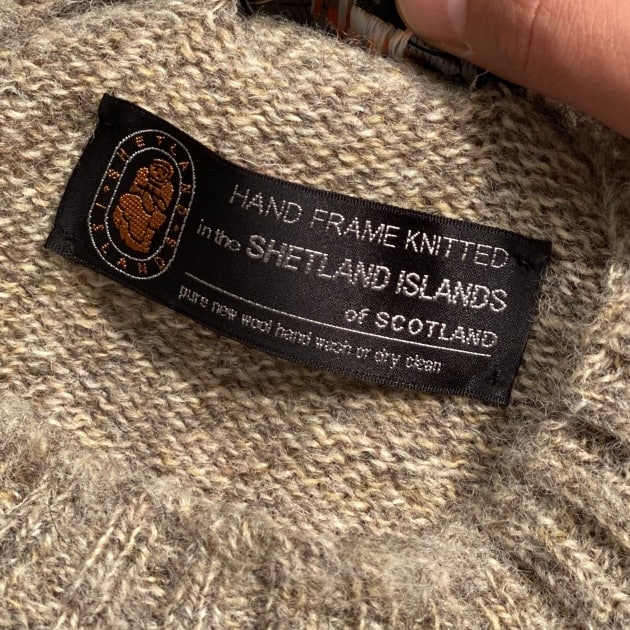 SHETLAND ISLANDS
HAND FRAME KNITTED
in the SHETLAND ISLANDS
of SCOTLAND
pure new wool hand wash or dry clean